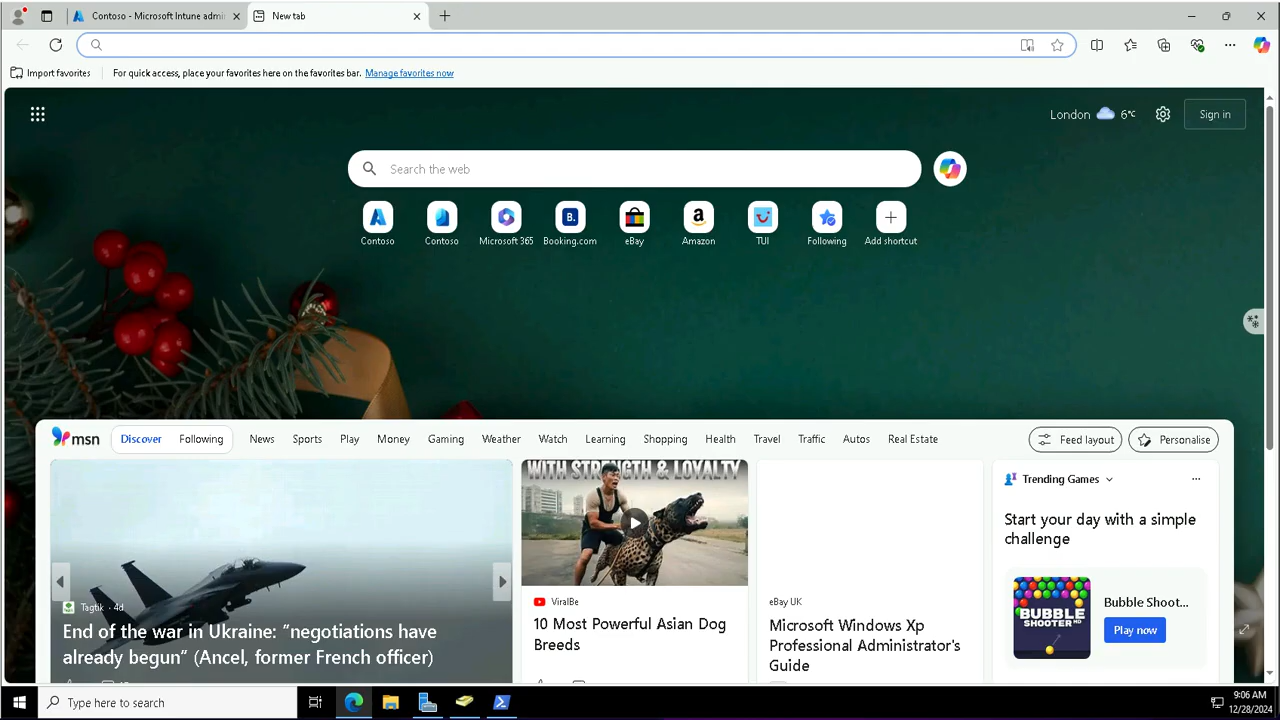 Contoso - Microsoft Intune admi
New tab
Import favorites
For quick access, place your favorites here on the favorites bar. Manage favorites now
London 6°C
Sign in
Search the web
Contoso
Contoso
Microsoft 365
Booking.com
eBay
Amazon
TUI
Following
Add shortcut
msn
Discover
Following
News
Sports
Play
Money
Gaming
Weather
Watch
Learning
Shopping
Health
Travel
Traffic
Autos
Real Estate
Feed layout
Personalise
Tagtik · 4d
End of the war in Ukraine: “negotiations have
already begun” (Ancel, former French officer)
WITH STRENGTH & LOYALTY
ViralBe
10 Most Powerful Asian Dog
Breeds
eBay UK
Microsoft Windows Xp
Professional Administrator's
Guide
Trending Games
Start your day with a simple
challenge
BUBBLE
SHOOTER HD
Bubble Shoot...
Play now
Type here to search
9:06 AM
12/28/2024